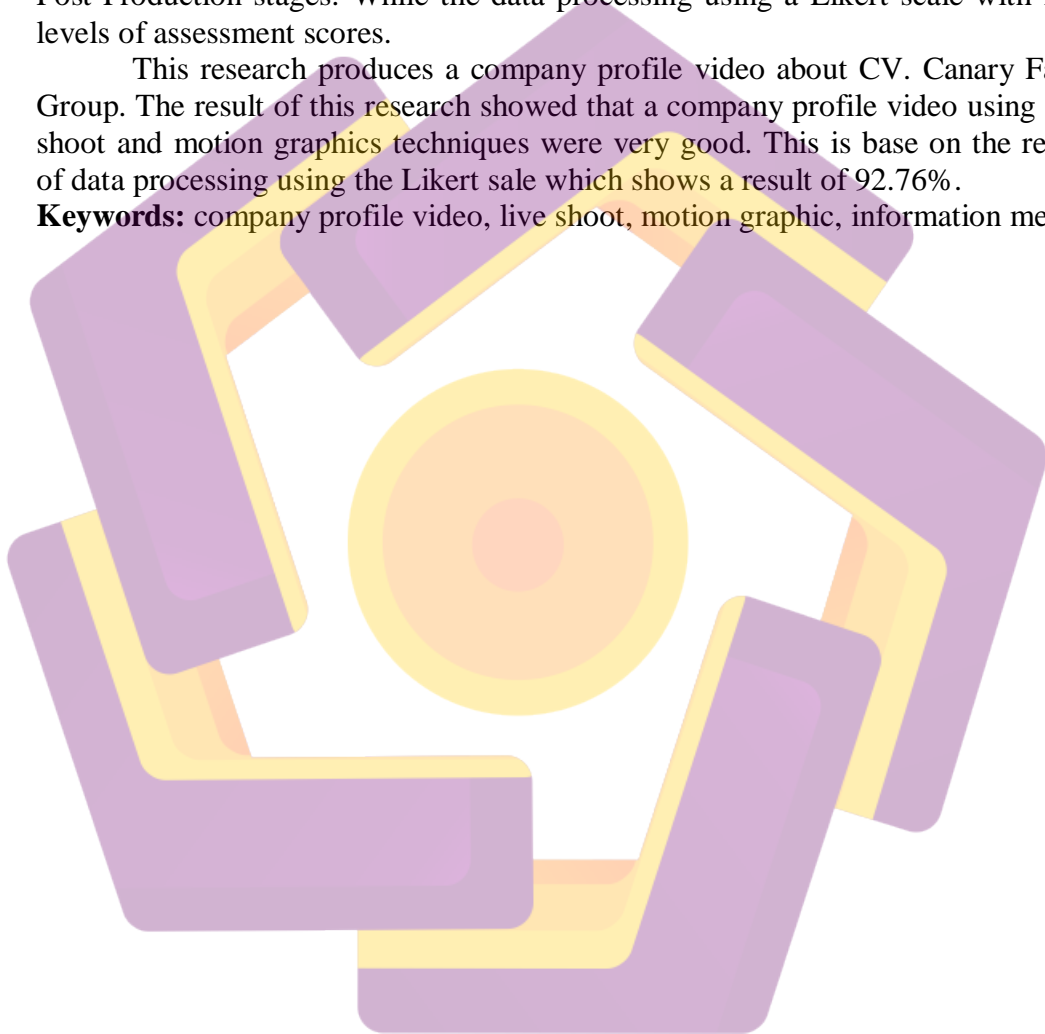 Post-Production stages. While the data processing using a Likert scale with
levels of assessment scores.
This research produces a company profile video about CV. Canary
Group. The result of this research showed that a company profile video using
shoot and motion graphics techniques were very good. This is base on the
of data processing using the Likert sale which shows a result of 92.76%.
Keywords: company profile video, live shoot, motion graphic, information